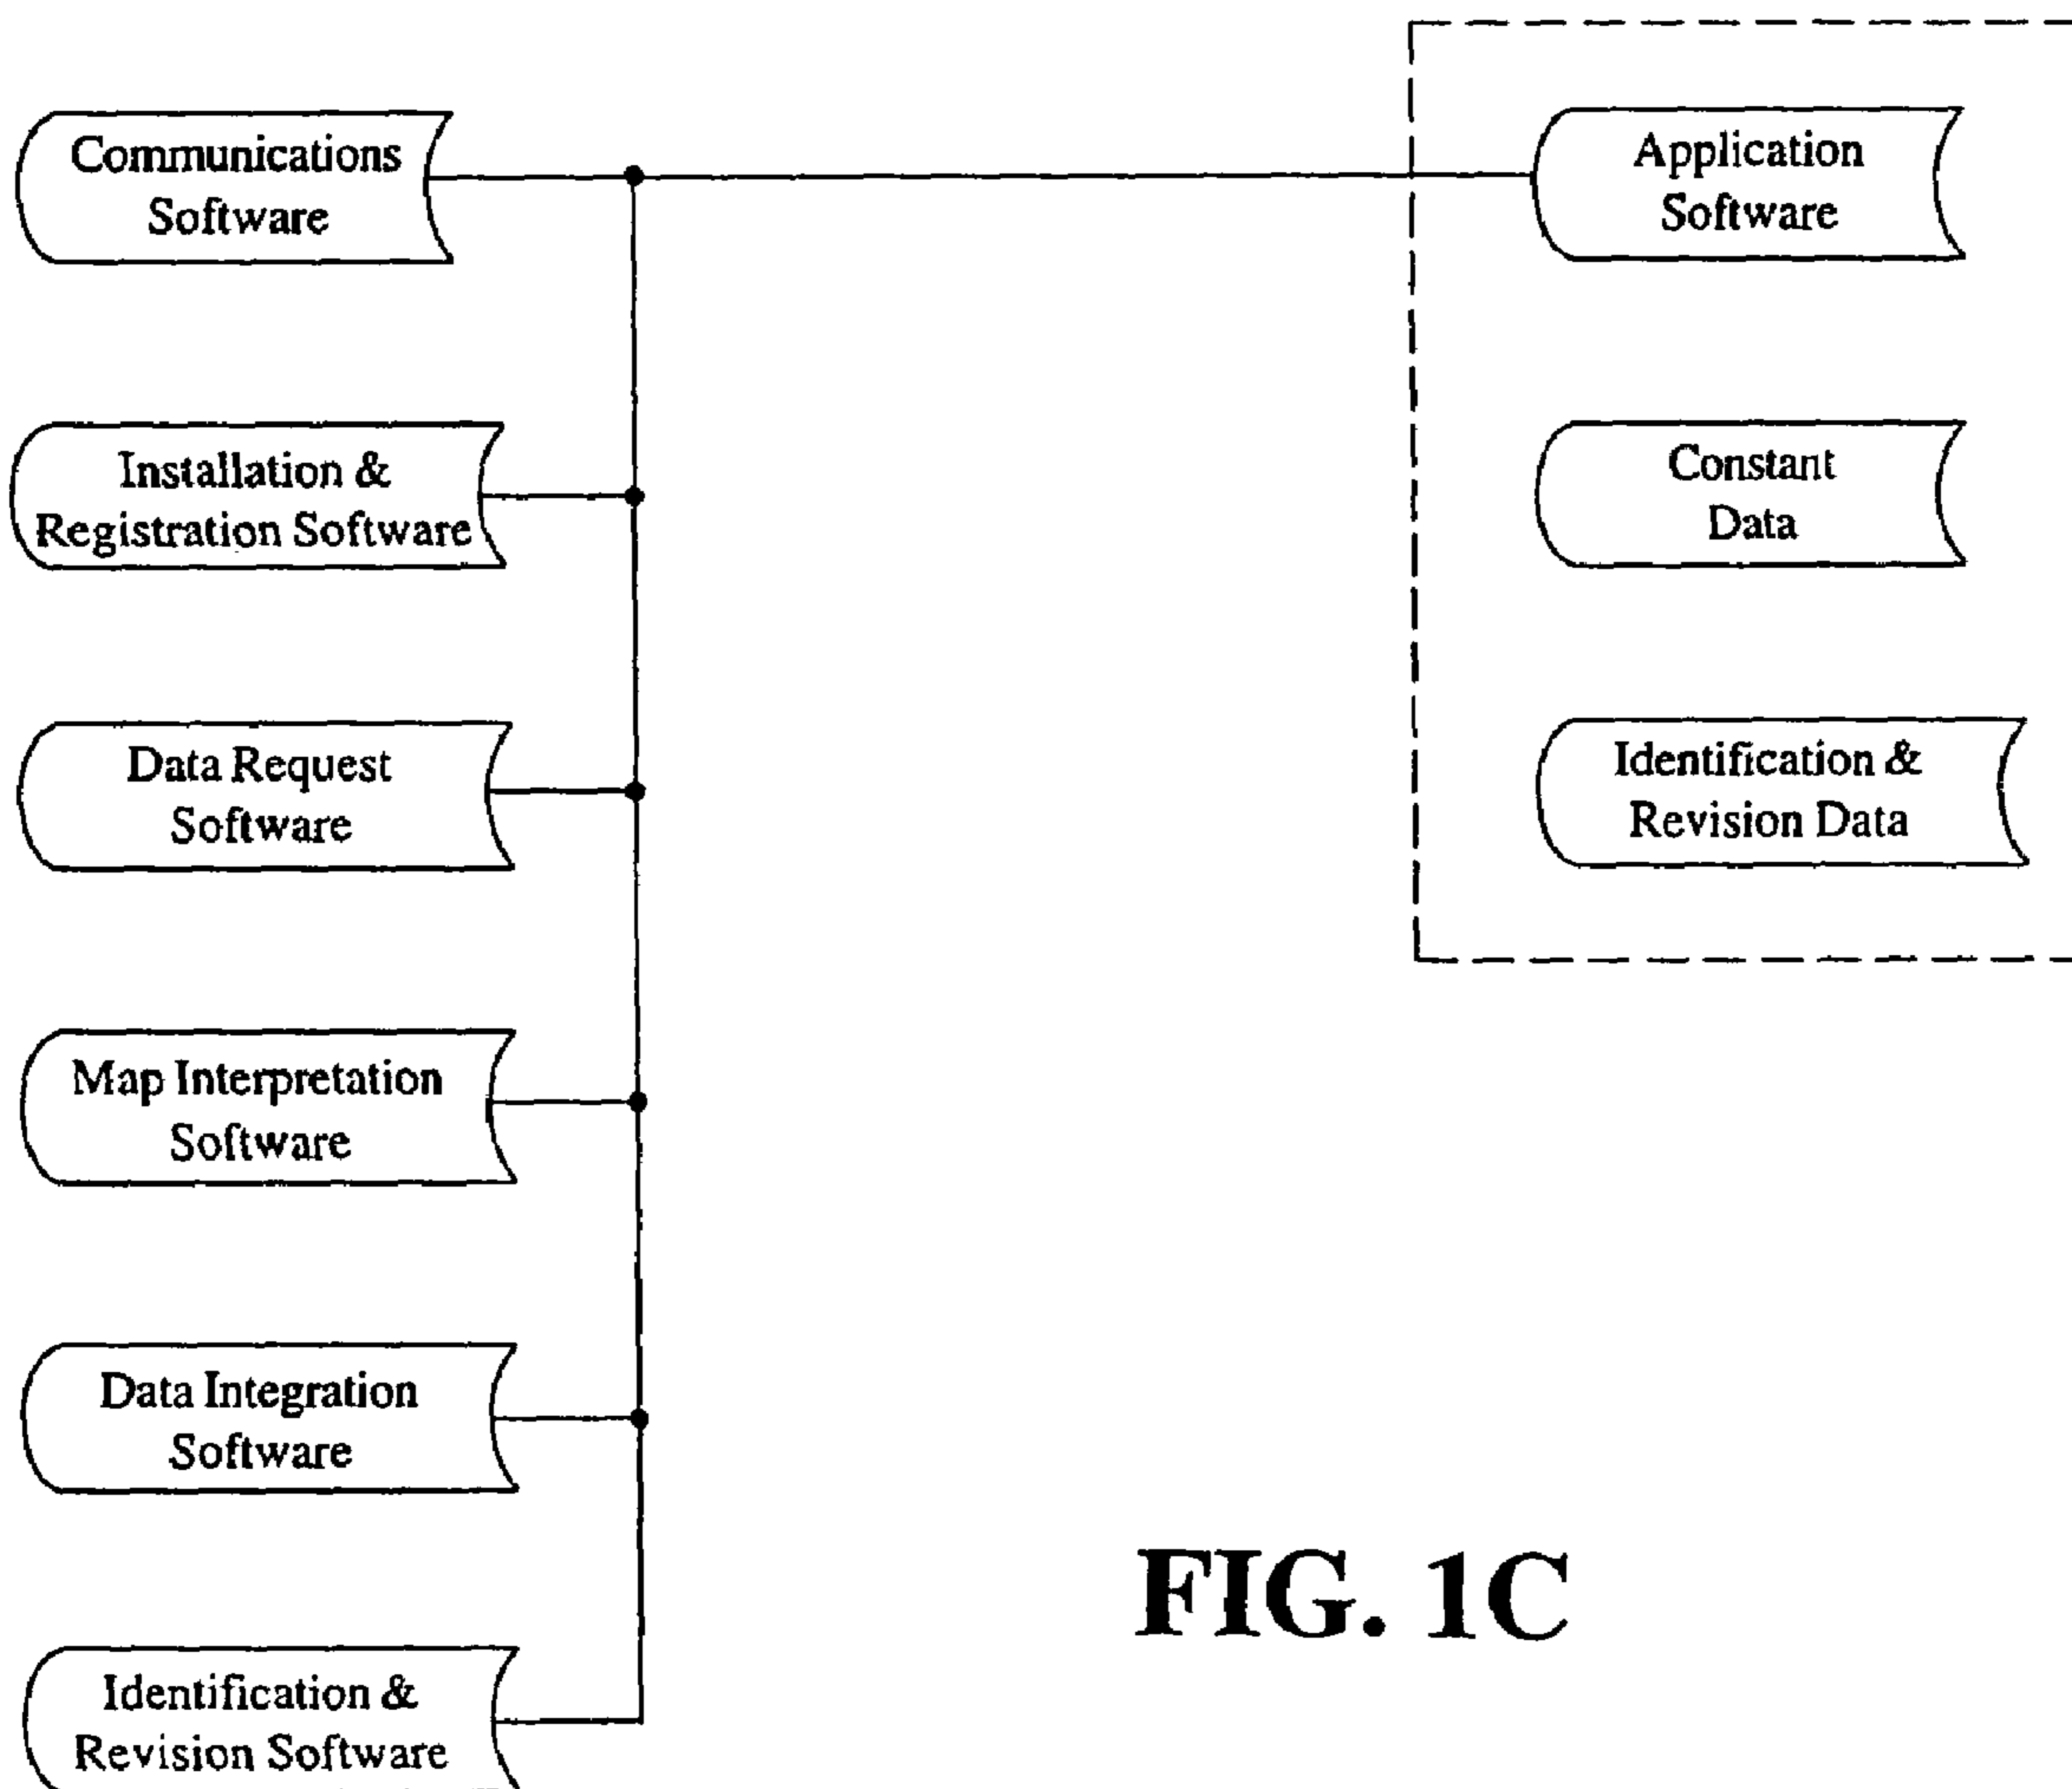 Communications
Software
Application
Software
Installation &
Registration Software
Constant
Data
Data Request
Software
Identification &
Revision Data
Map Interpretation
Software
Data Integration
Software
Identification &
Revision Software
FIG. 1C